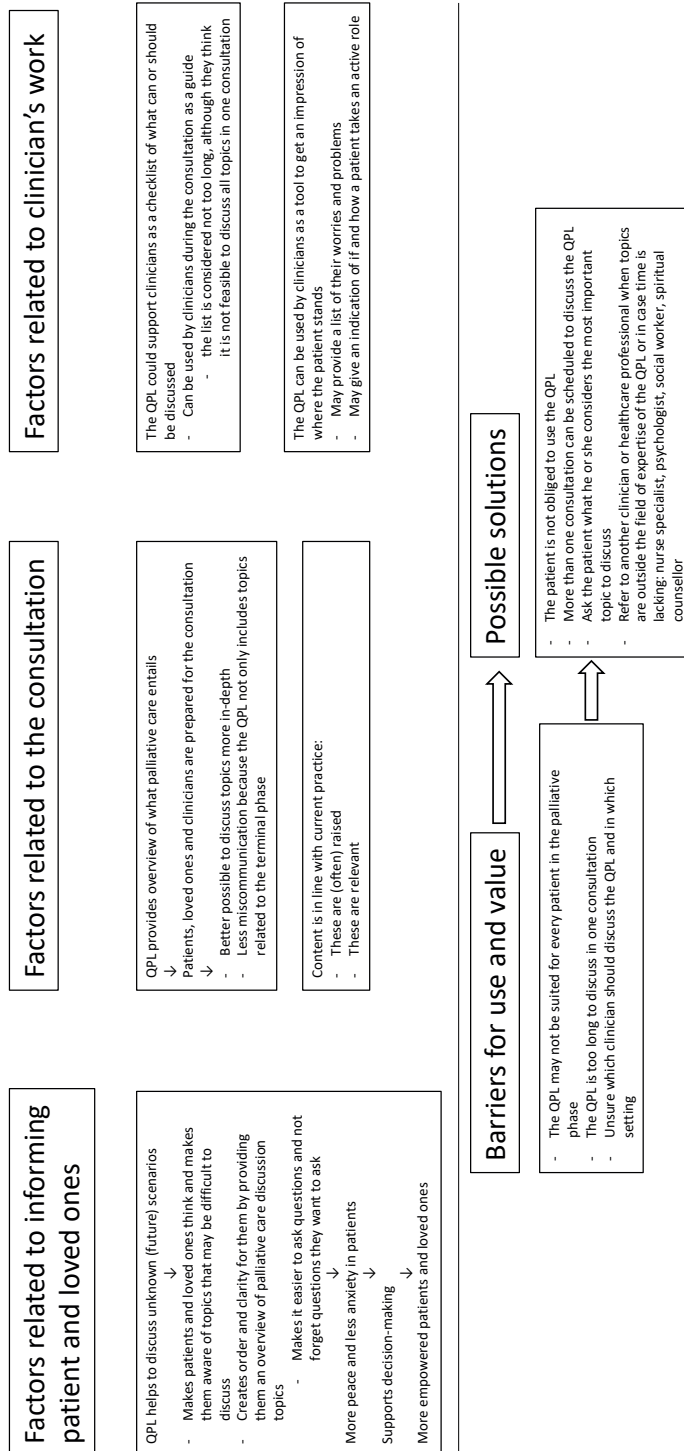 Factors related to informing
patient and loved ones
QPL helps to discuss unknown (future) scenarios
↓
- Makes patients and loved ones think and makes
them aware of topics that may be difficult to
discuss
- Creates order and clarity for them by providing
them an overview of palliative care discussion
topics
- Makes it easier to ask questions and not
forget questions they want to ask
↓
More peace and less anxiety in patients
↓
Supports decision-making
↓
More empowered patients and loved ones
Factors related to the consultation
QPL provides overview of what palliative care entails
↓
Patients, loved ones and clinicians are prepared for the consultation
↓
- Better possible to discuss topics more in-depth
- Less miscommunication because the QPL not only includes topics
related to the terminal phase
Content is in line with current practice:
- These are (often) raised
- These are relevant
Factors related to clinician's work
The QPL could support clinicians as a checklist of what can or should
be discussed
- Can be used by clinicians during the consultation as a guide
- the list is considered not too long, although they think
it is not feasible to discuss all topics in one consultation
The QPL can be used by clinicians as a tool to get an impression of
where the patient stands
- May provide a list of their worries and problems
- May give an indication of if and how a patient takes an active role
Barriers for use and value
- The QPL may not be suited for every patient in the palliative
phase
- The QPL is too long to discuss in one consultation
- Unsure which clinician should discuss the QPL and in which
setting
Possible solutions
- The patient is not obliged to use the QPL
- More than one consultation can be scheduled to discuss the QPL
- Ask the patient what he or she considers the most important
topic to discuss
- Refer to another clinician or healthcare professional when topics
are outside the field of expertise of the QPL or in case time is
lacking: nurse specialist, psychologist, social worker, spiritual
counsellor